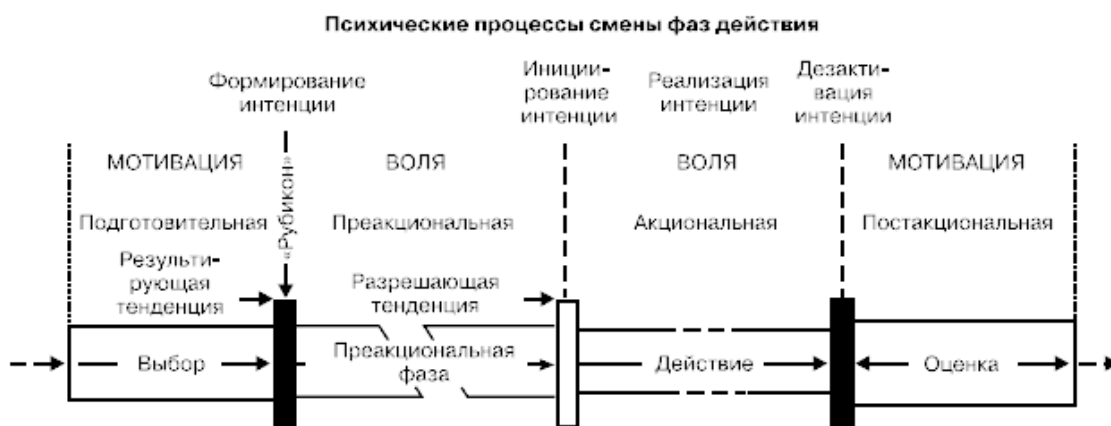 Психические процессы смены фаз действия
Формирование
интенции
Иници-
рование
интенции
Реализация
интенции
Дезакти-
вация
интенции
МОТИВАЦИЯ
«Рубикон»
ВОЛЯ
ВОЛЯ
МОТИВАЦИЯ
Подготовительная
Преакциональная
Акциональная
Постакциональная
Результи-
рующая
тенденция
Разрешающая
тенденция
Выбор
Преакциональная
фаза
Действие
Оценка